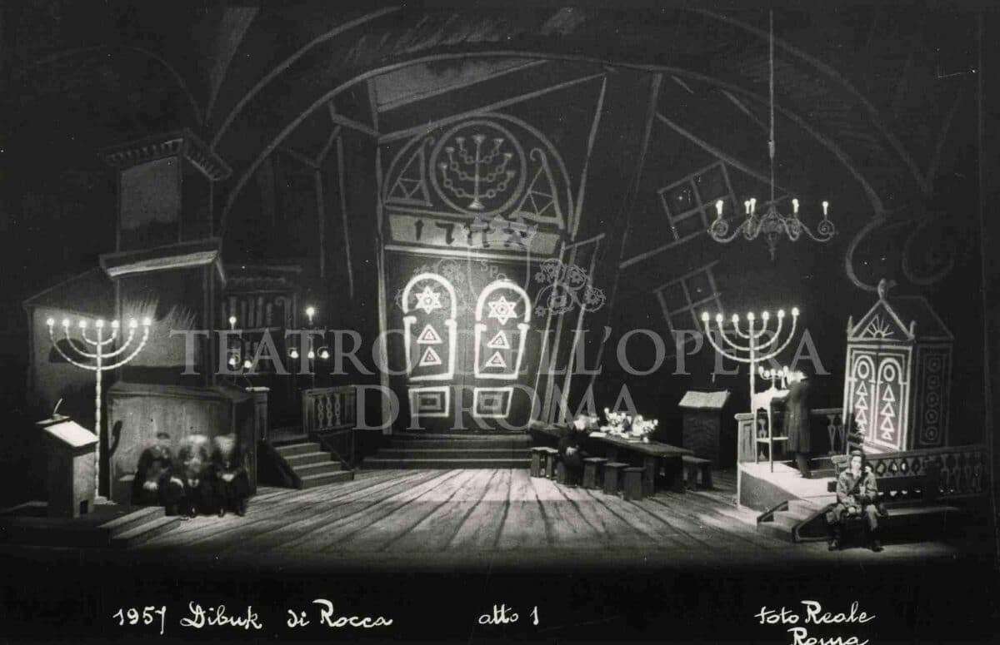 TEATRO DELL'OPERA
DI ROMA
1957 Dibuk di Rocca atto 1 foto Reale
Roma